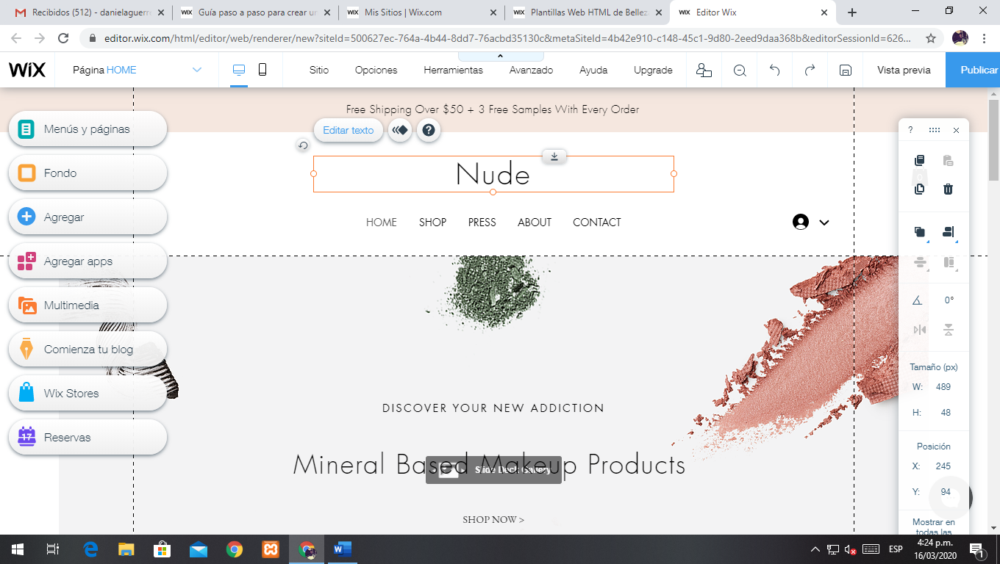 Recibidos (512) - danielaguerre
Guía paso a paso para crear un
Mis Sitios | Wix.com
Plantillas Web HTML de Bellez
Editor Wix
editor.wix.com/html/editor/web/renderer/new?siteId=500627ec-764a-4b44-8dd7-76acbd35130c&metaSiteId=4b42e910-c148-45c1-9d80-2eed9daa368b&editorSessionId=626...
WIX
Página HOME
Sitio
Opciones
Herramientas
Avanzado
Ayuda
Upgrade
Vista previa
Publicar
Free Shipping Over $50 + 3 Free Samples With Every Order
Editar texto
Nude
HOME SHOP PRESS ABOUT CONTACT
Menús y páginas
Fondo
Agregar
Agregar apps
Multimedia
Comienza tu blog
Wix Stores
17
Reservas
DISCOVER YOUR NEW ADDICTION
Mineral Based Makeup Products
Slide Deck Gallery
SHOP NOW >
0°
Tamaño (px)
W: 489
H: 48
Posición
X: 245
Y: 94
Mostrar en
todas las
ESP
4:24 p.m.
16/03/2020
1